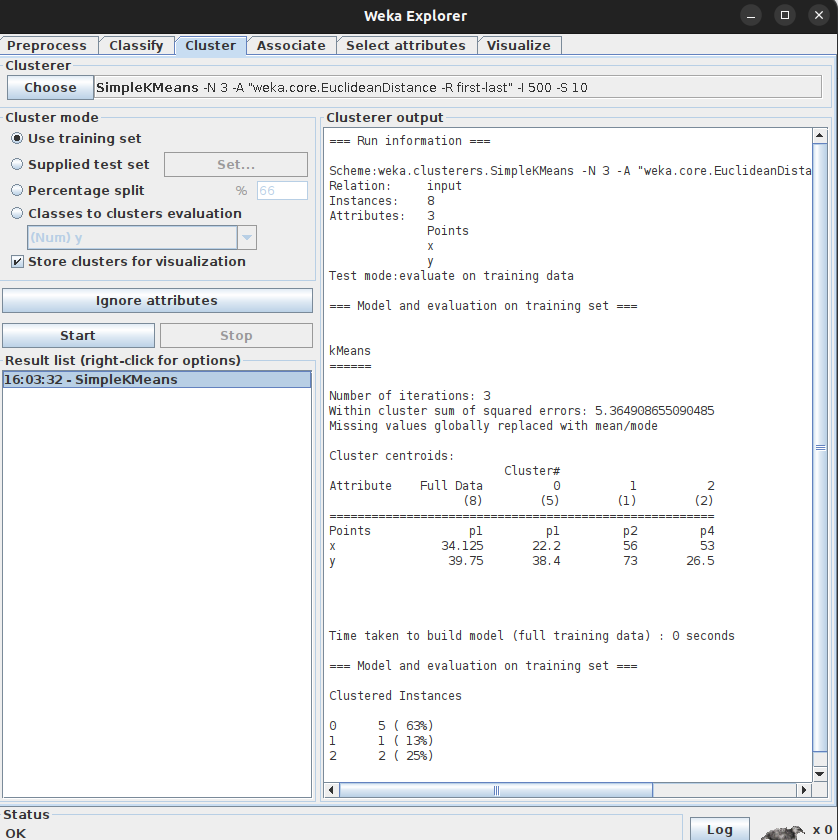 Weka Explorer
Preprocess Classify Cluster Associate Select attributes Visualize
Clusterer
Choose SimpleKMeans -N 3 -A "weka.core.EuclideanDistance -R first-last" -I 500 -S 10
Cluster mode
Use training set
Supplied test set Set...
Percentage split % 66
Classes to clusters evaluation
(Num) y
Store clusters for visualization
Ignore attributes
Start Stop
Result list (right-click for options)
16:03:32 - SimpleKMeans
Clusterer output
=== Run information ===
Scheme:weka.clusterers.SimpleKMeans -N 3 -A "weka.core.EuclideanDista
Relation: input
Instances: 8
Attributes: 3
Points
x
y
Test mode:evaluate on training data
=== Model and evaluation on training set ===
kMeans
======
Number of iterations: 3
Within cluster sum of squared errors: 5.364908655090485
Missing values globally replaced with mean/mode
Cluster centroids:
Cluster#
Attribute Full Data 0 1 2
(8) (5) (1) (2)
=======================================================
Points p1 p1 p2 p4
x 34.125 22.2 56 53
y 39.75 38.4 73 26.5
Time taken to build model (full training data) : 0 seconds
=== Model and evaluation on training set ===
Clustered Instances
0 5 ( 63%)
1 1 ( 13%)
2 2 ( 25%)
Status
OK
Log x 0